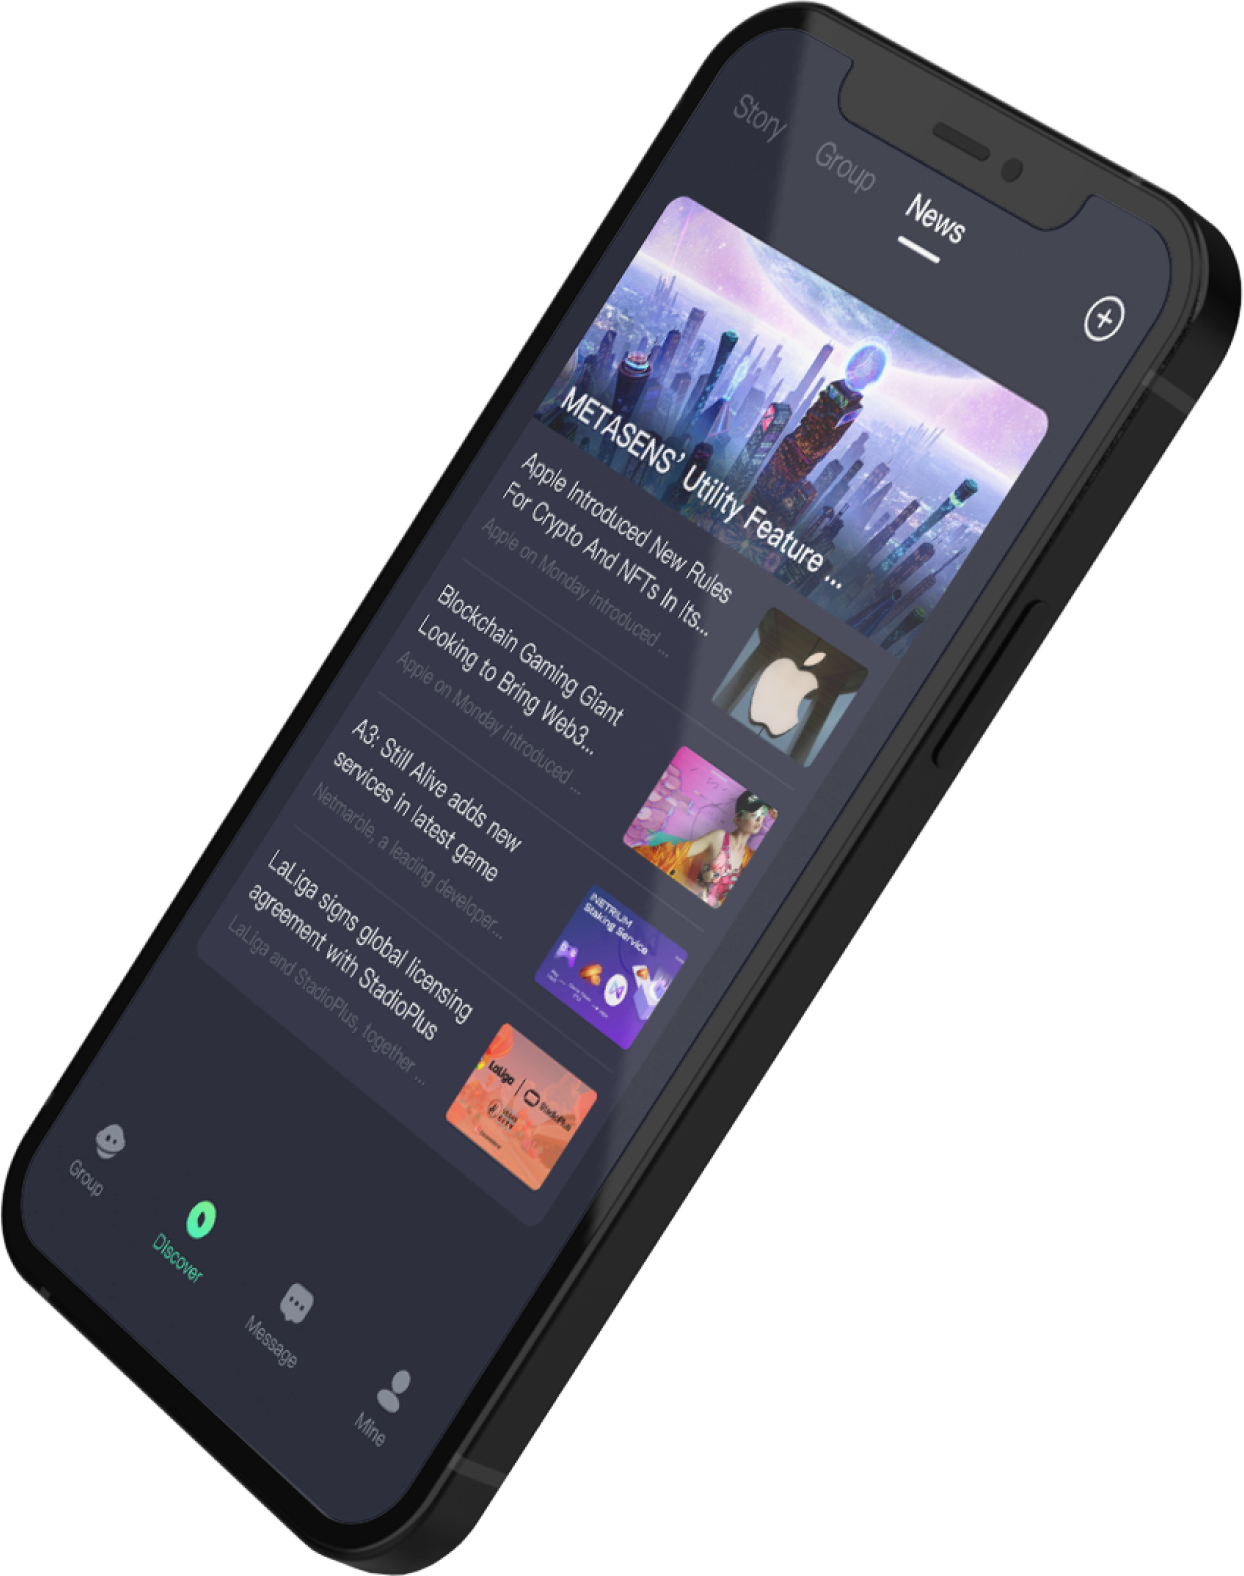 Story
Group
News
METASENS’ Utility Feature ...
Apple Introduced New Rules
For Crypto And NFTs In Its...
Apple on Monday introduced ...
Blockchain Gaming Giant
Looking to Bring Web3...
Apple on Monday introduced ...
A3: Still Alive adds new
services in latest game
Netmarble, a leading developer...
INETRIUM
Staking Service
LaLiga signs global licensing
agreement with StadioPlus
LaLiga and StadioPlus, together ...
LaLiga | StadioPlus
Group
Discover
Message
Mine